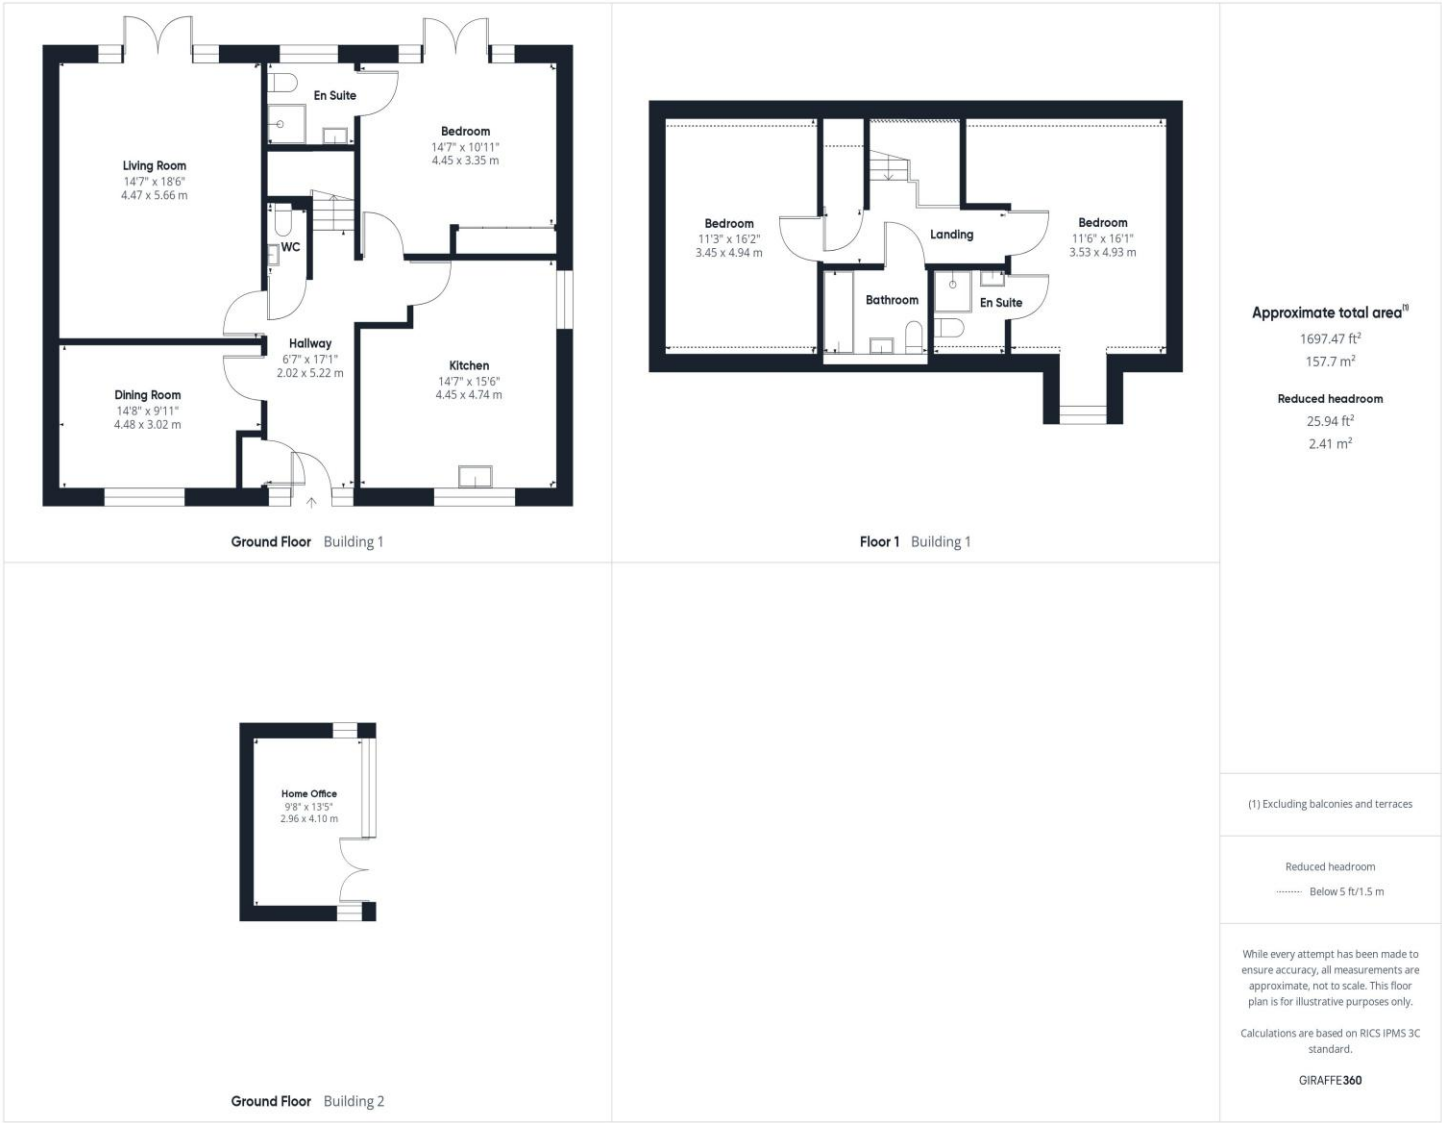 En Suite
Bedroom
14'7" x 10'11"
4.45 x 3.35 m
Living Room
14'7" x 18'6"
4.47 x 5.66 m
WC
Hallway
6'7" x 17'1"
2.02 x 5.22 m
Kitchen
14'7" x 15'6"
4.45 x 4.74 m
Dining Room
14'8" x 9'11"
4.48 x 3.02 m
Ground Floor Building 1
Bedroom
11'3" x 16'2"
3.45 x 4.94 m
Landing
Bedroom
11'6" x 16'1"
3.53 x 4.93 m
Bathroom
En Suite
Floor 1 Building 1
Home Office
9'8" x 13'5"
2.96 x 4.10 m
Ground Floor Building 2
Approximate total area⁽¹⁾
1697.47 ft²
157.7 m²
Reduced headroom
25.94 ft²
2.41 m²
(1) Excluding balconies and terraces
Reduced headroom
Below 5 ft/1.5 m
While every attempt has been made to
ensure accuracy, all measurements are
approximate, not to scale. This floor
plan is for illustrative purposes only.
Calculations are based on RICS IPMS 3C
standard.
GIRAFFE360